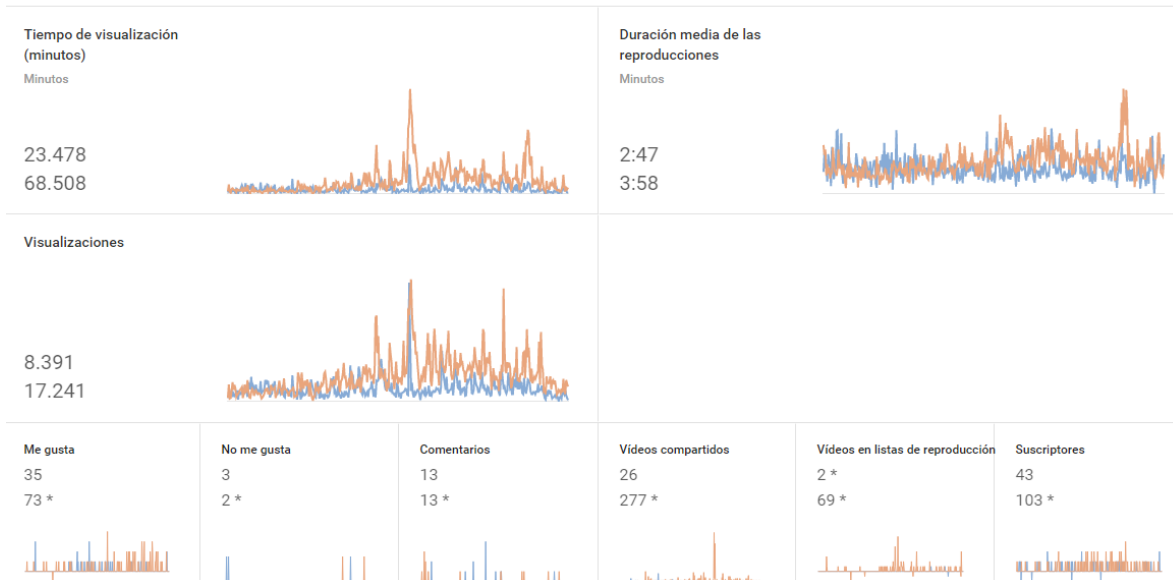 Tiempo de visualización
(minutos)
Minutos
23.478
68.508
Duración media de las
reproducciones
Minutos
2:47
3:58
Visualizaciones
8.391
17.241
Me gusta
35
73 *
No me gusta
3
2 *
Comentarios
13
13 *
Vídeos compartidos
26
277 *
Vídeos en listas de reproducción
2 *
69 *
Suscriptores
43
103 *